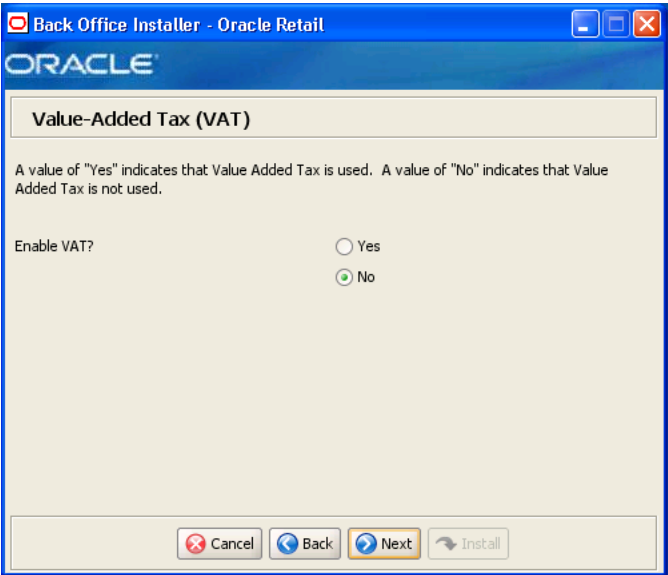 Back Office Installer - Oracle Retail
ORACLE
Value-Added Tax (VAT)
A value of "Yes" indicates that Value Added Tax is used.  A value of "No" indicates that Value
Added Tax is not used.
Enable VAT?
Yes
No
Cancel
Back
Next
Install